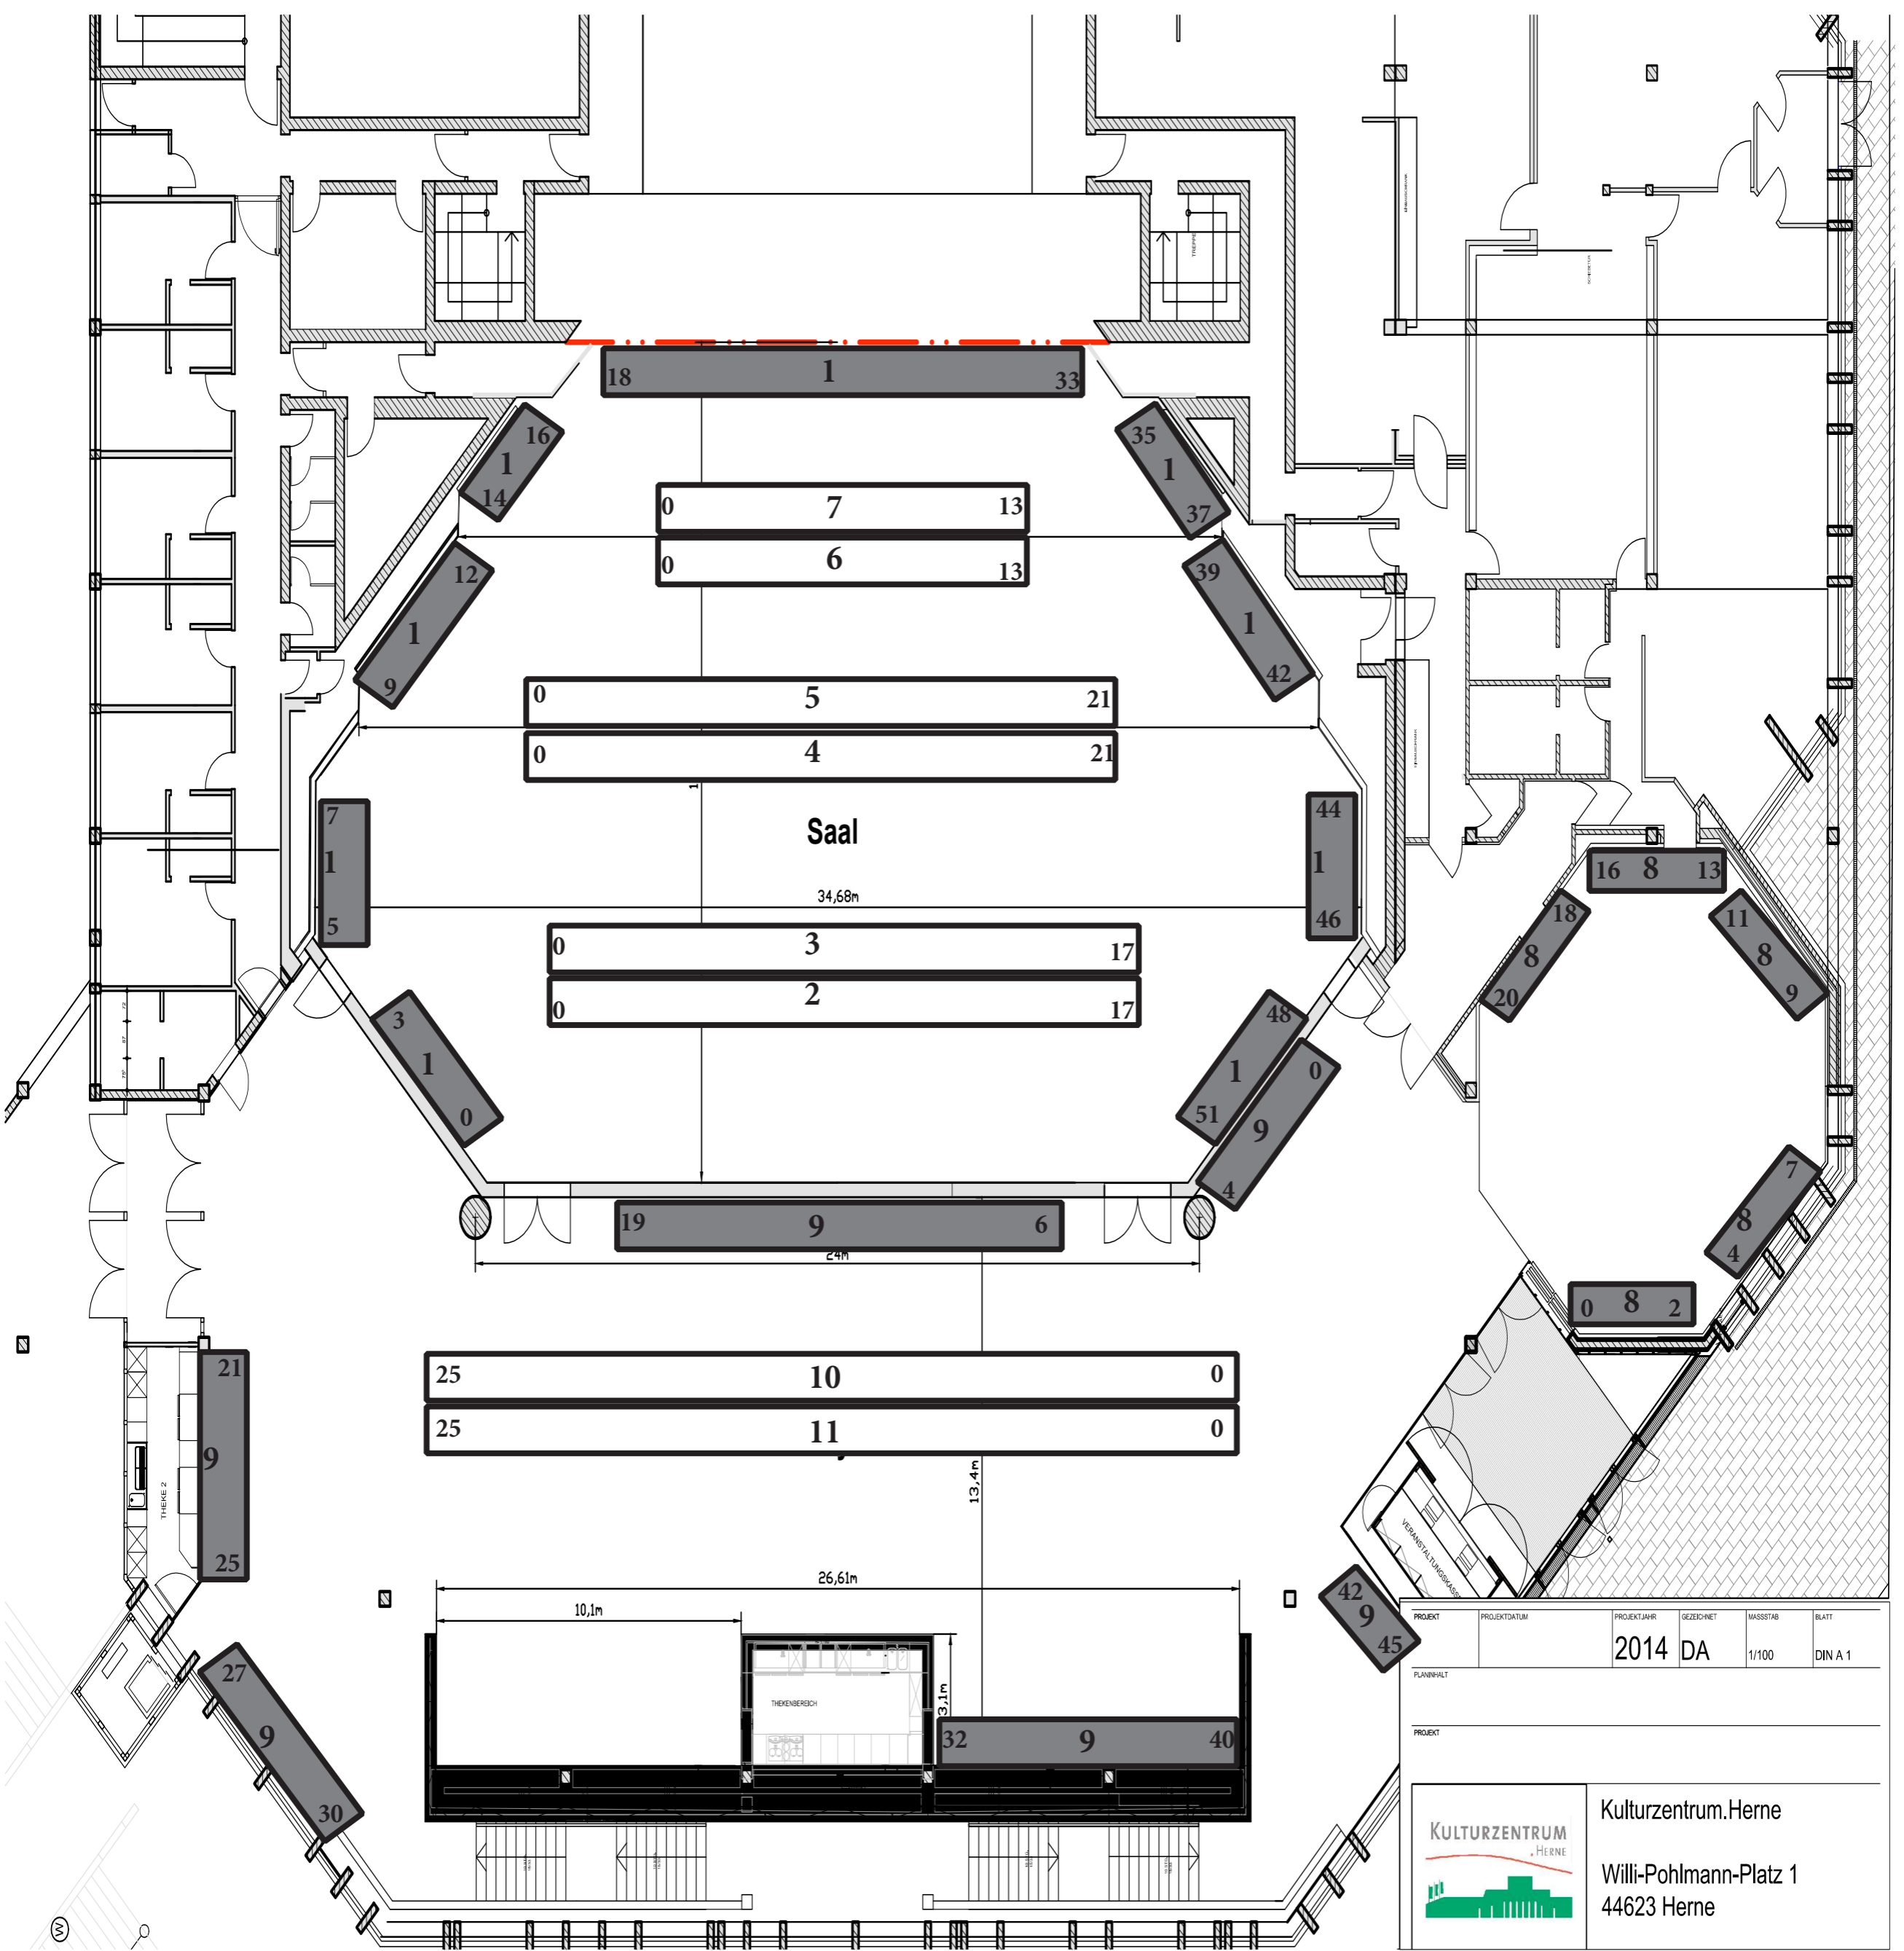 TREPPE
18 1 33
16
1
14
35
1
37
0 7 13
0 6 13
12
1
9
39
1
42
0 5 21
0 4 21
7
1
5
Saal
34,68m
44
1
46
0 3 17
0 2 17
3
1
0
48
1
51
0
9
4
16 8 13
18
8
20
11
8
9
7
8
4
0 8 2
19 9 6
24m
25 10 0
25 11 0
21
9
25
THEKE 2
13,4m
26,61m
10,1m
3,1m
THEKENBEREICH
32 9 40
27
9
30
42
9
45
PROJEKT PROJEKTDATUM PROJEKTJAHR GEZEICHNET MASSSTAB BLATT
2014 DA 1/100 DIN A 1
PLANINHALT
PROJEKT
KULTURZENTRUM
. HERNE
Kulturzentrum.Herne
Willi-Pohlmann-Platz 1
44623 Herne